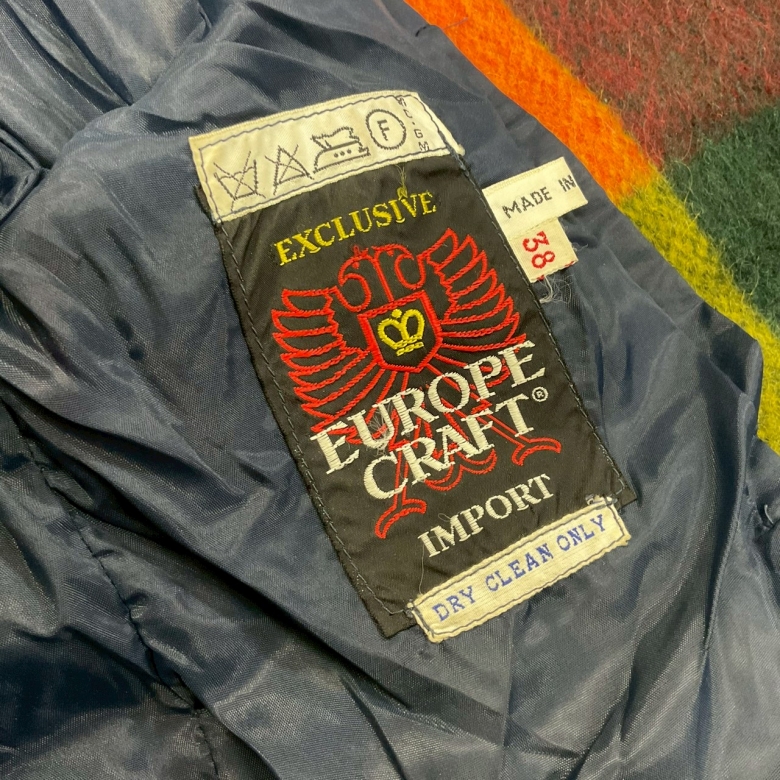 F
EXCLUSIVE
EUROPE
CRAFT®
IMPORT
DRY CLEAN ONLY
MADE IN
38